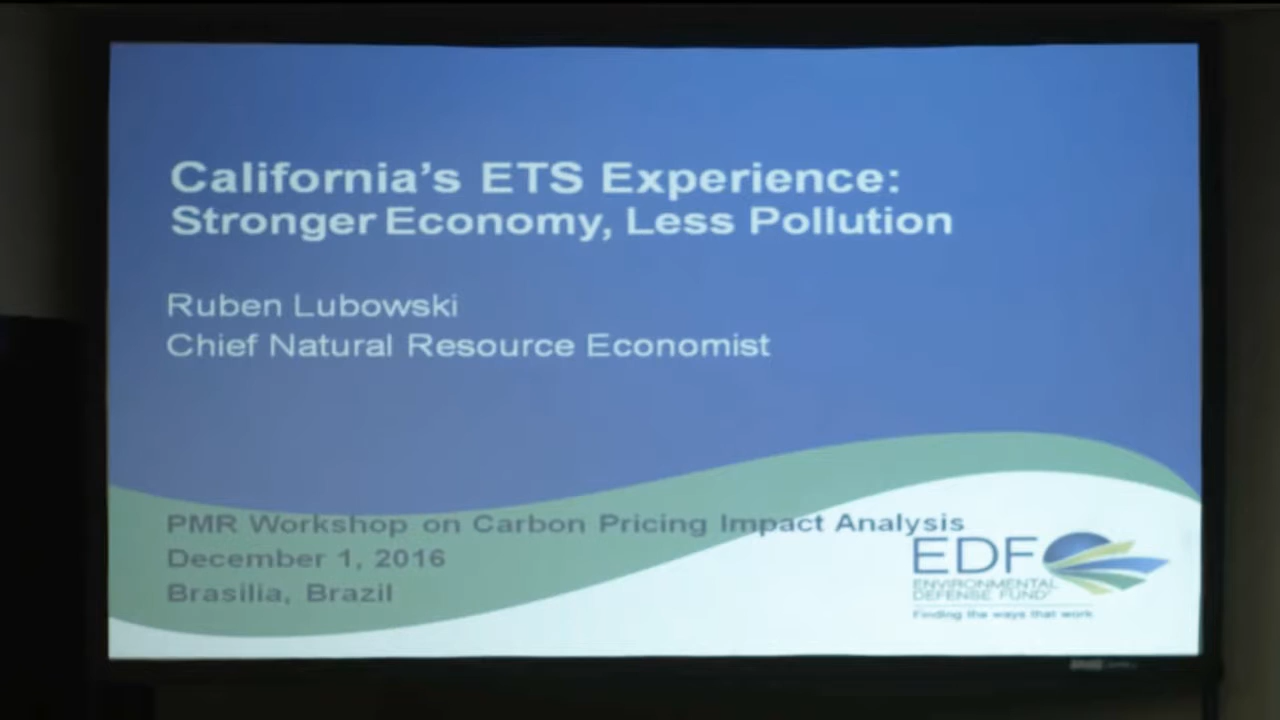 California's ETS Experience:
Stronger Economy, Less Pollution
Ruben Lubowski
Chief Natural Resource Economist
PMR Workshop on Carbon Pricing Impact Analysis
December 1, 2016
Brasilia, Brazil
EDF
ENVIRONMENTAL
DEFENSE FUND
Finding the ways that work